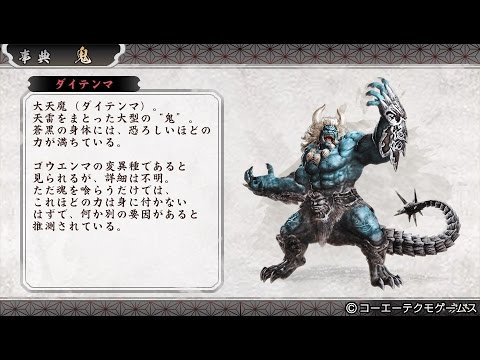 事典 鬼
ダイテンマ
大天魔（ダイテンマ）。
天雷をまとった大型の“鬼”。
蒼黒の身体には、恐ろしいほどの
力が満ちている。
ゴウエンマの変異種であると
見られるが、詳細は不明。
ただ魂を喰らうだけでは、
これほどの力は身に付かない
はずで、何か別の要因があると
推測されている。
©コーエーテクモゲームス